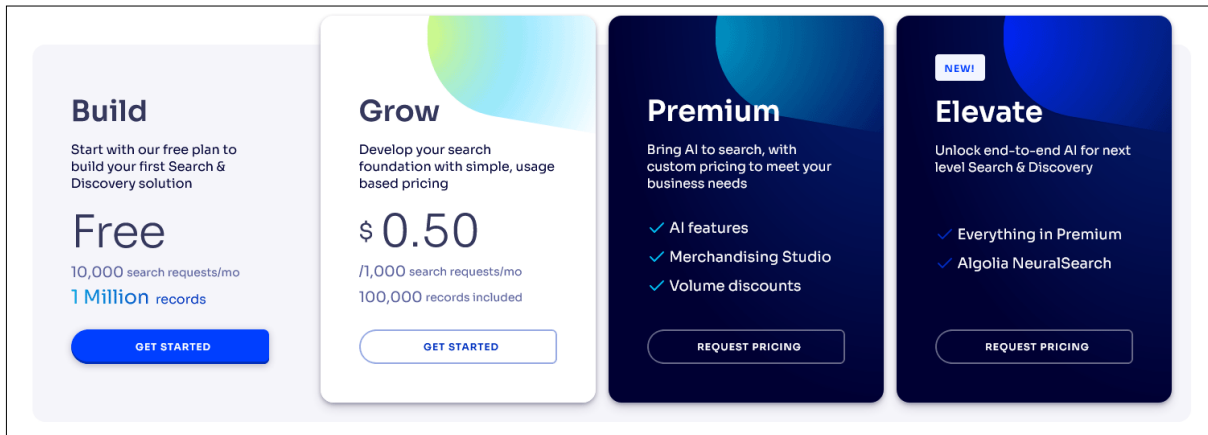 Build
Start with our free plan to
build your first Search &
Discovery solution
Free
10,000 search requests/mo
1 Million records
GET STARTED
Grow
Develop your search
foundation with simple, usage
based pricing
$ 0.50
/1,000 search requests/mo
100,000 records included
GET STARTED
Premium
Bring AI to search, with
custom pricing to meet your
business needs
AI features
Merchandising Studio
Volume discounts
REQUEST PRICING
NEW!
Elevate
Unlock end-to-end AI for next
level Search & Discovery
Everything in Premium
Algolia NeuralSearch
REQUEST PRICING